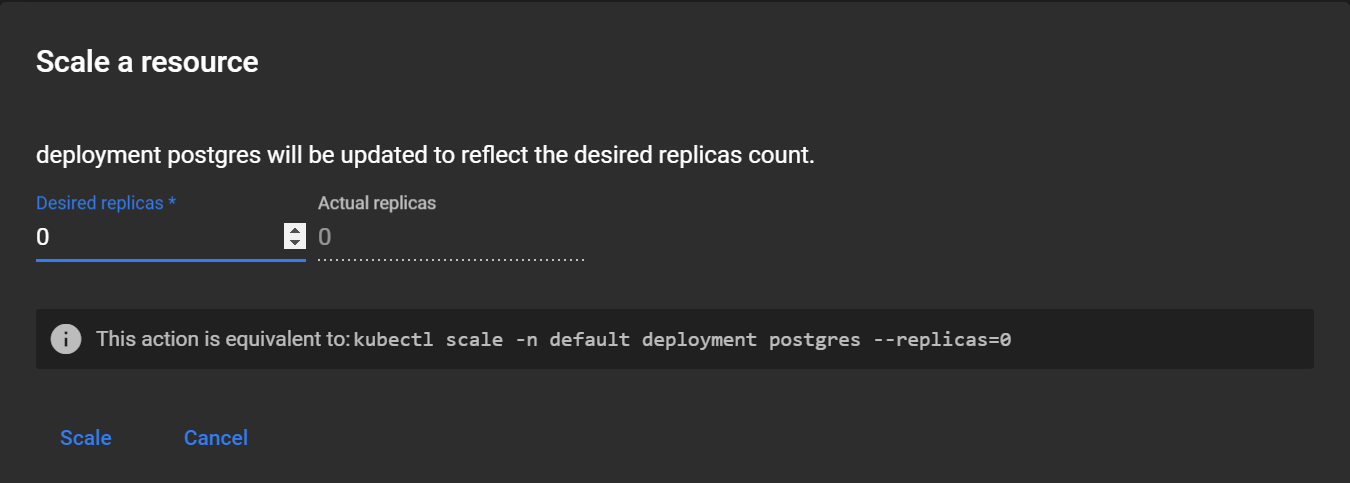 Scale a resource
deployment postgres will be updated to reflect the desired replicas count.
Desired replicas * Actual replicas
0 0
This action is equivalent to: kubectl scale -n default deployment postgres --replicas=0
Scale Cancel